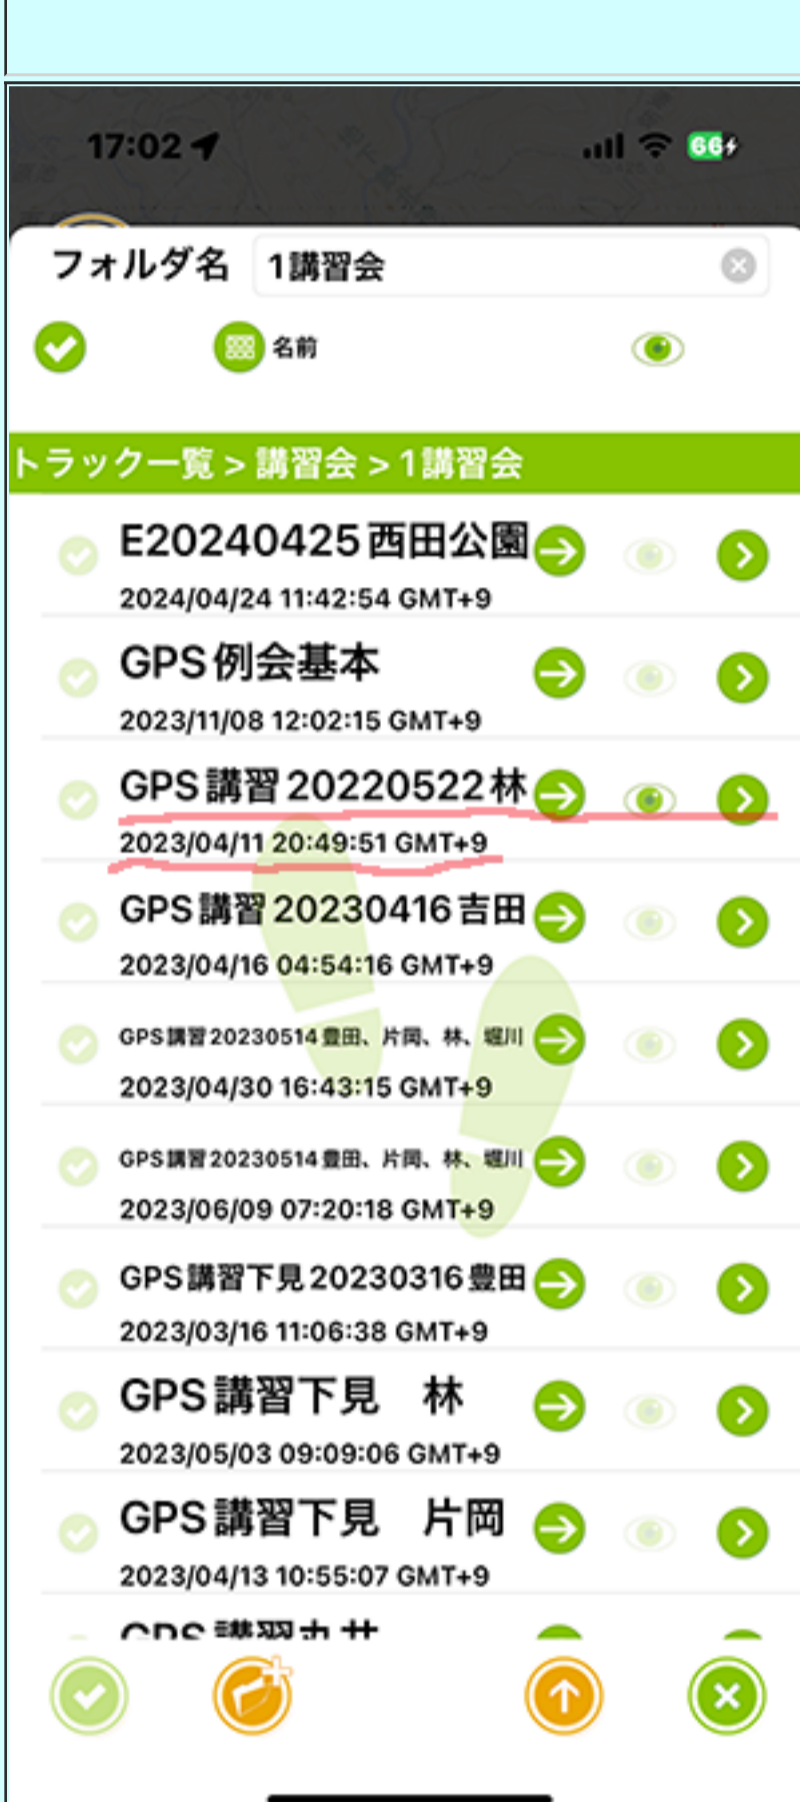 17:02
66
フォルダ名 1講習会
名前
トラック一覧 > 講習会 > 1講習会
E20240425西田公園
2024/04/24 11:42:54 GMT+9
GPS例会基本
2023/11/08 12:02:15 GMT+9
GPS講習20220522林
2023/04/11 20:49:51 GMT+9
GPS講習20230416吉田
2023/04/16 04:54:16 GMT+9
GPS講習20230514豊田、片岡、林、堀川
2023/04/30 16:43:15 GMT+9
GPS講習20230514豊田、片岡、林、堀川
2023/06/09 07:20:18 GMT+9
GPS講習下見20230316豊田
2023/03/16 11:06:38 GMT+9
GPS講習下見　林
2023/05/03 09:09:06 GMT+9
GPS講習下見　片岡
2023/04/13 10:55:07 GMT+9
GPS講習